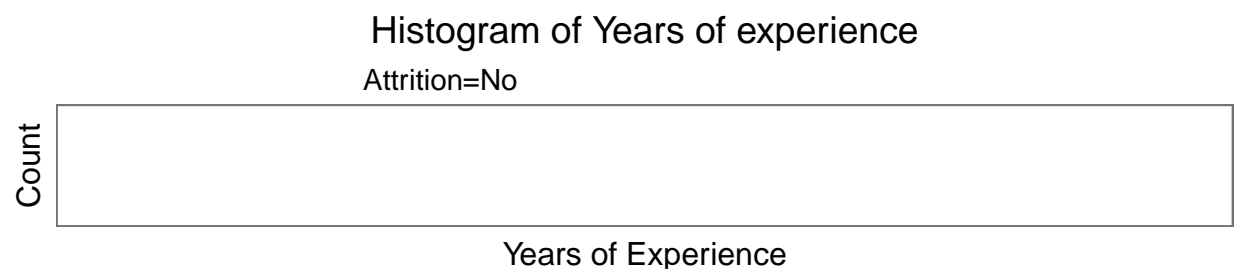 Histogram of Years of experience
Attrition=No
Count
Years of Experience